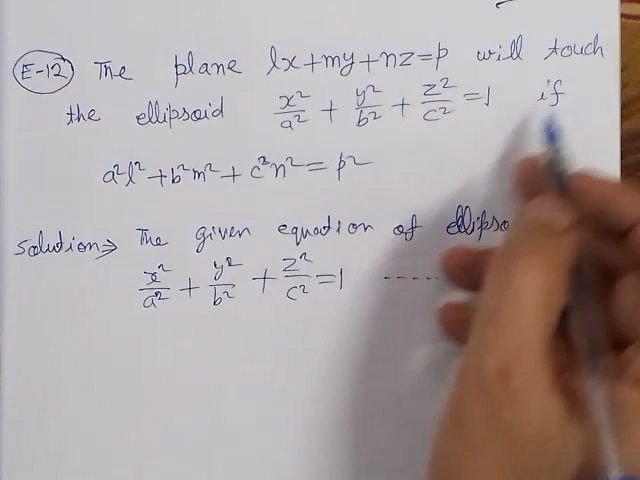 E-12 The plane lx+my+nz=p will touch
the ellipsoid x²/a² + y²/b² + z²/c² = 1 if
a²l²+b²m²+c²n²=p²
Solution⇒ The given equation of ellipso
x²/a² + y²/b² + z²/c² = 1 -----